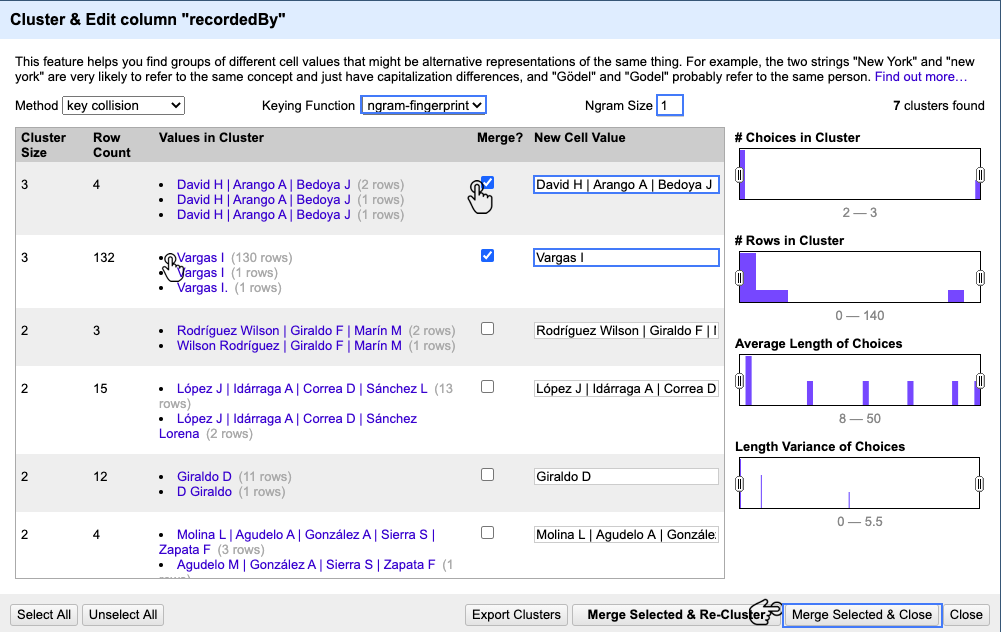 Cluster & Edit column "recordedBy"
This feature helps you find groups of different cell values that might be alternative representations of the same thing. For example, the two strings "New York" and "new
york" are very likely to refer to the same concept and just have capitalization differences, and "Gödel" and "Godel" probably refer to the same person. Find out more…
Method key collision Keying Function ngram-fingerprint Ngram Size 1 7 clusters found
Cluster Size Row Count Values in Cluster Merge? New Cell Value
3 4 • David H | Arango A | Bedoya J (2 rows) David H | Arango A | Bedoya J
• David H | Arango A | Bedoya J (1 rows)
• David H | Arango A | Bedoya J (1 rows)
3 132 • Vargas I (130 rows) Vargas I
• Vargas I (1 rows)
• Vargas I. (1 rows)
2 3 • Rodríguez Wilson | Giraldo F | Marín M (2 rows) Rodríguez Wilson | Giraldo F |
• Wilson Rodríguez | Giraldo F | Marín M (1 rows)
2 15 • López J | Idárraga A | Correa D | Sánchez L (13 López J | Idárraga A | Correa D
rows)
• López J | Idárraga A | Correa D | Sánchez
Lorena (2 rows)
2 12 • Giraldo D (11 rows) Giraldo D
• D Giraldo (1 rows)
2 4 • Molina L | Agudelo A | González A | Sierra S | Molina L | Agudelo A | Gonzále
Zapata F (3 rows)
• Agudelo M | González A | Sierra S | Zapata F (1
# Choices in Cluster
2 — 3
# Rows in Cluster
0 — 140
Average Length of Choices
8 — 50
Length Variance of Choices
0 — 5.5
Select All Unselect All Export Clusters Merge Selected & Re-Cluster Merge Selected & Close Close